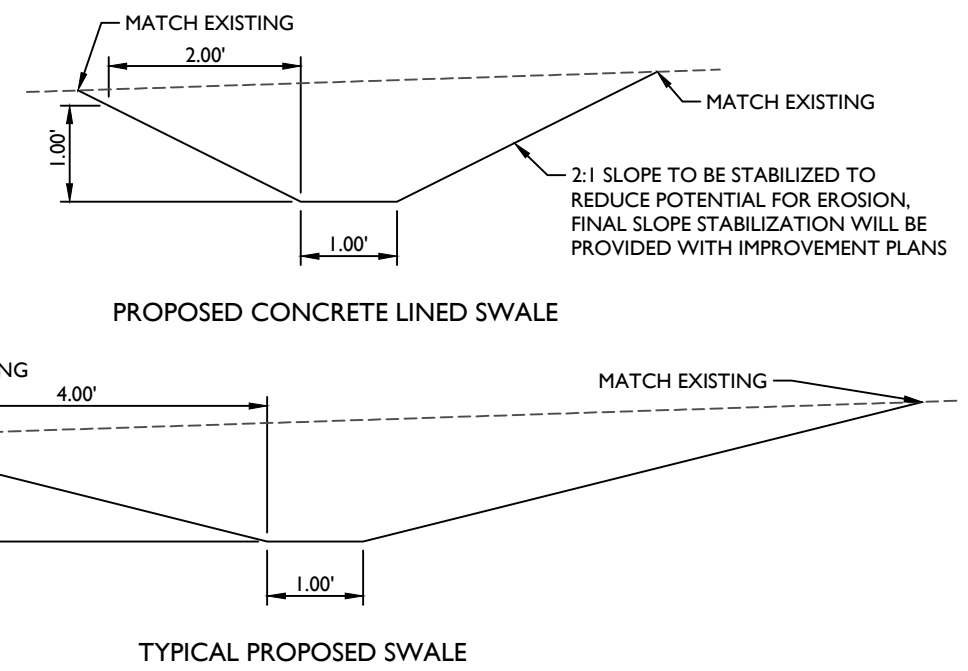 MATCH EXISTING
2.00'
MATCH EXISTING
1.00'
2:1 SLOPE TO BE STABILIZED TO
REDUCE POTENTIAL FOR EROSION,
FINAL SLOPE STABILIZATION WILL BE
PROVIDED WITH IMPROVEMENT PLANS
1.00'
PROPOSED CONCRETE LINED SWALE
NG
4.00'
MATCH EXISTING
1.00'
TYPICAL PROPOSED SWALE